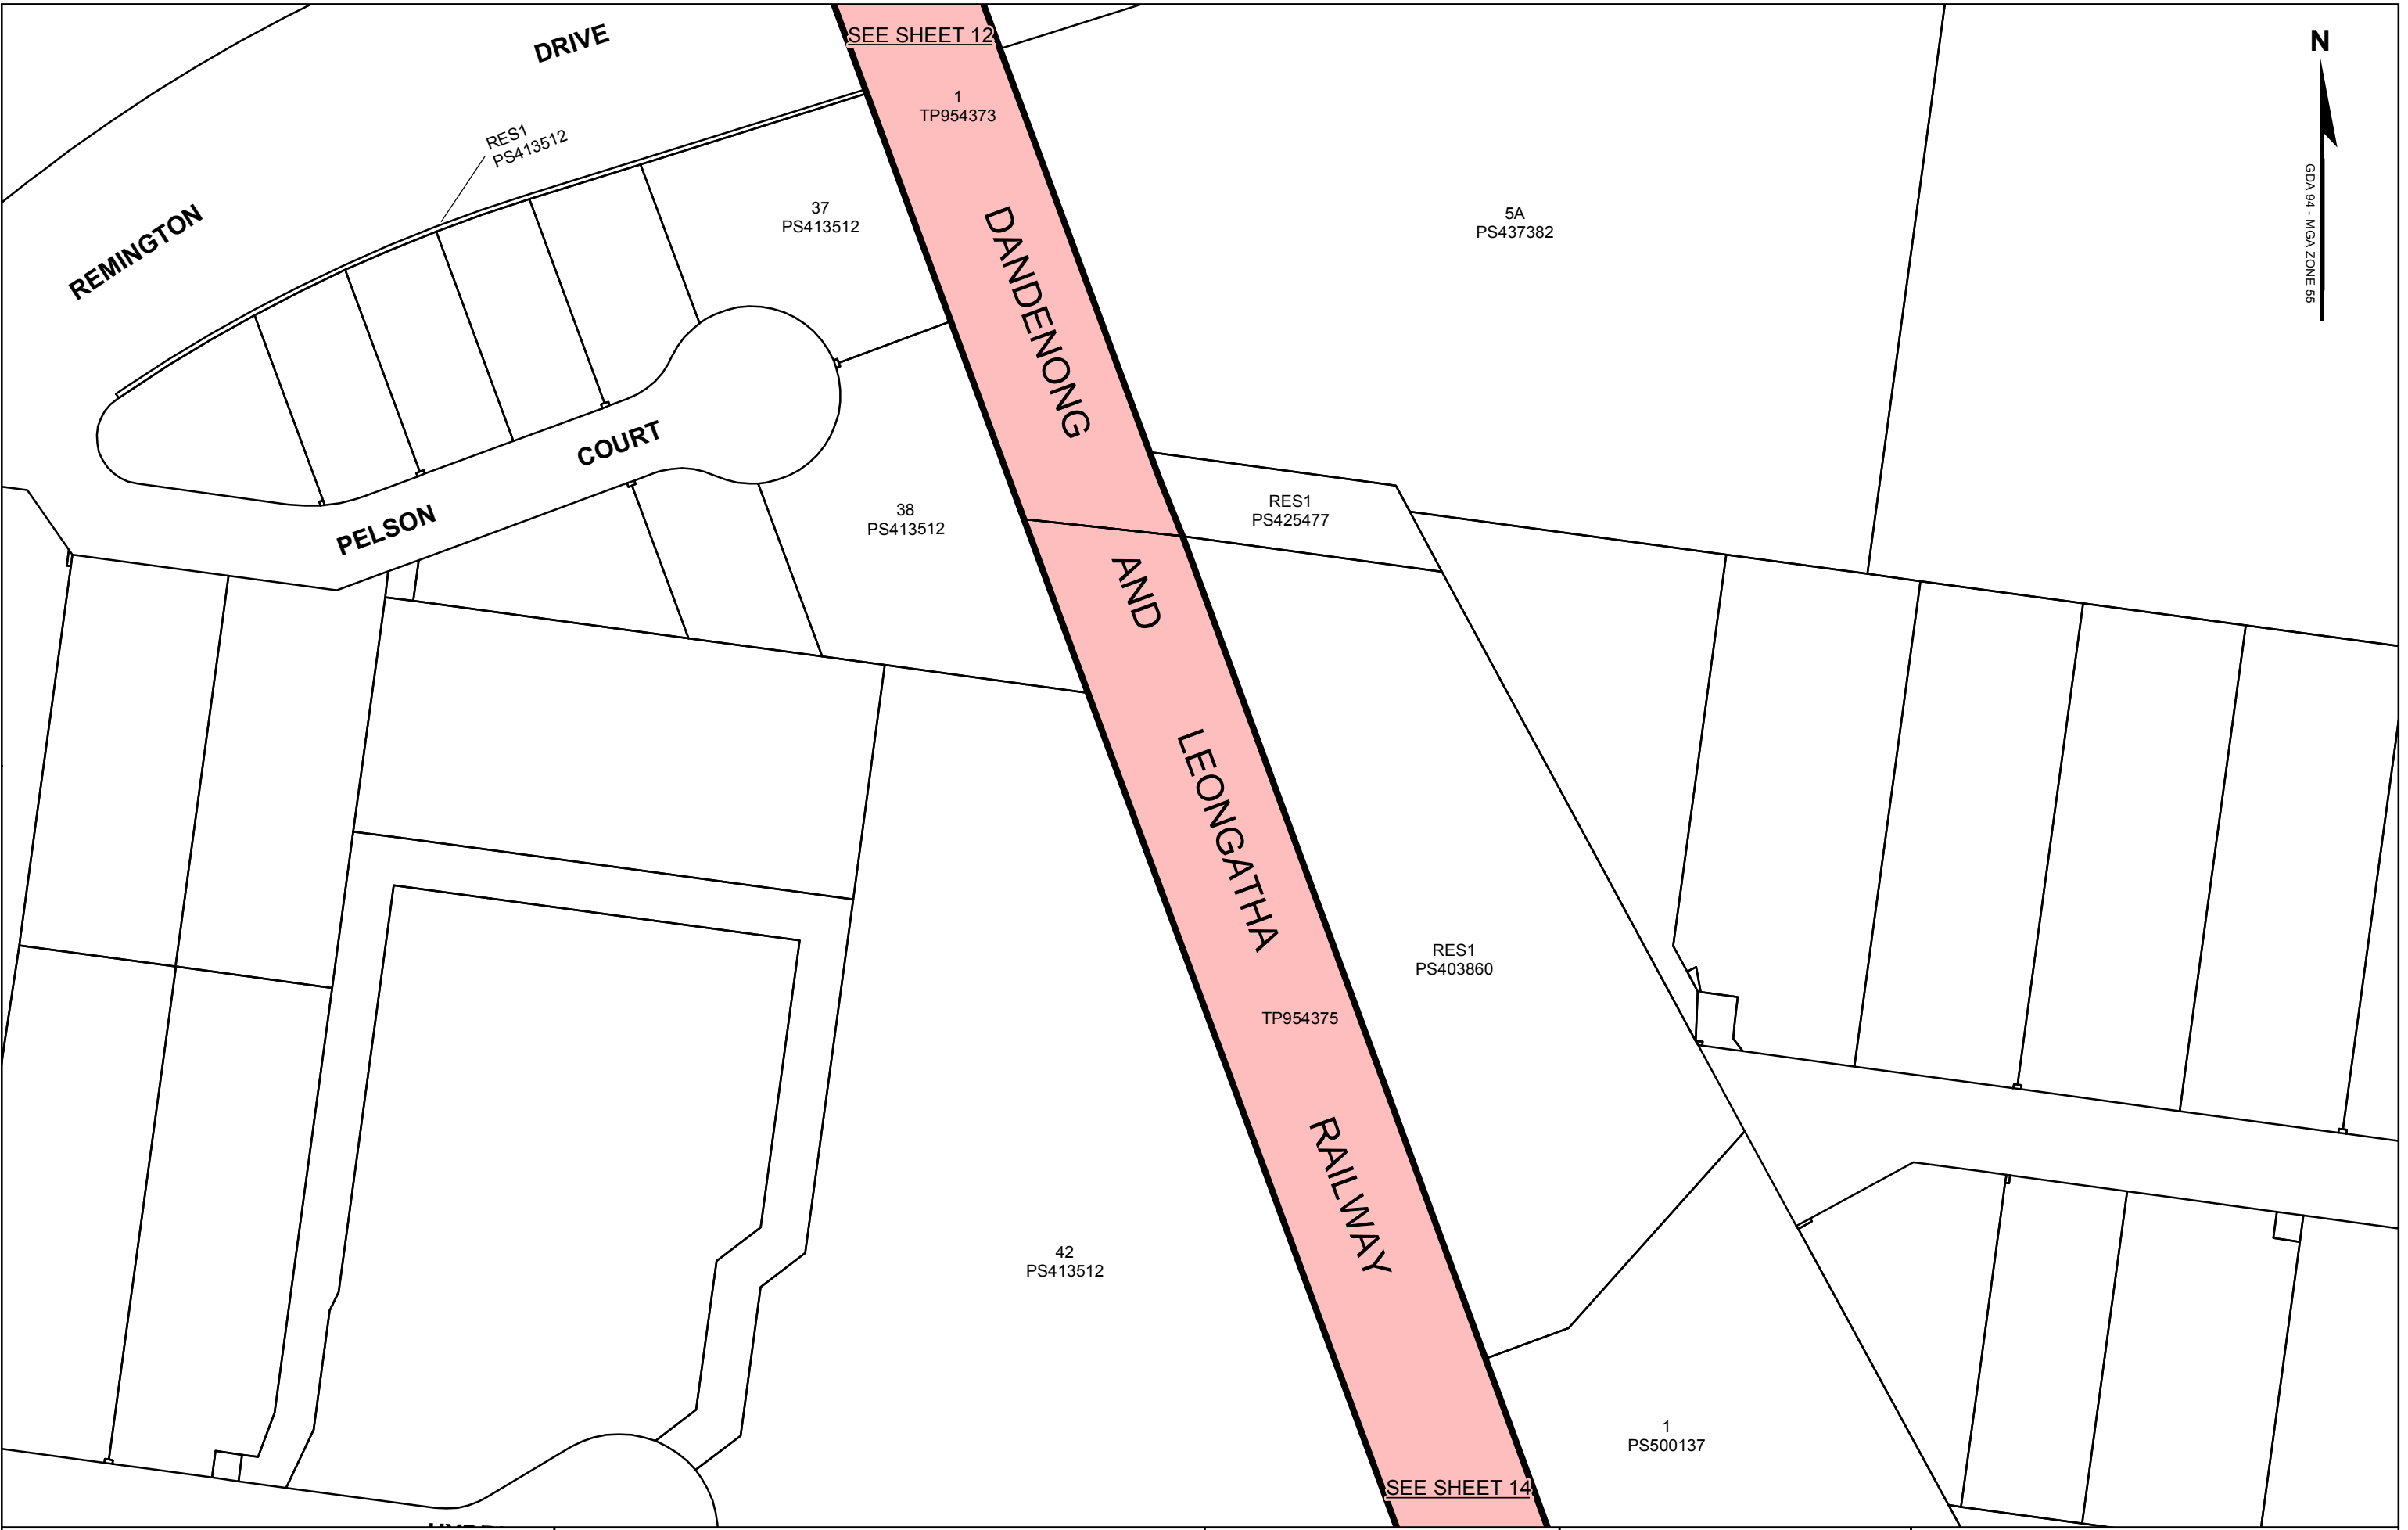 DRIVE
SEE SHEET 12
N
1
TP954373
RES1
PS413512
GDA 94 - MGA ZONE 55
REMINGTON
37
PS413512
5A
PS437382
DANDENONG
COURT
PELSON
38
PS413512
RES1
PS425477
AND
LEONGATHA
RES1
PS403860
TP954375
RAILWAY
42
PS413512
1
PS500137
SEE SHEET 14